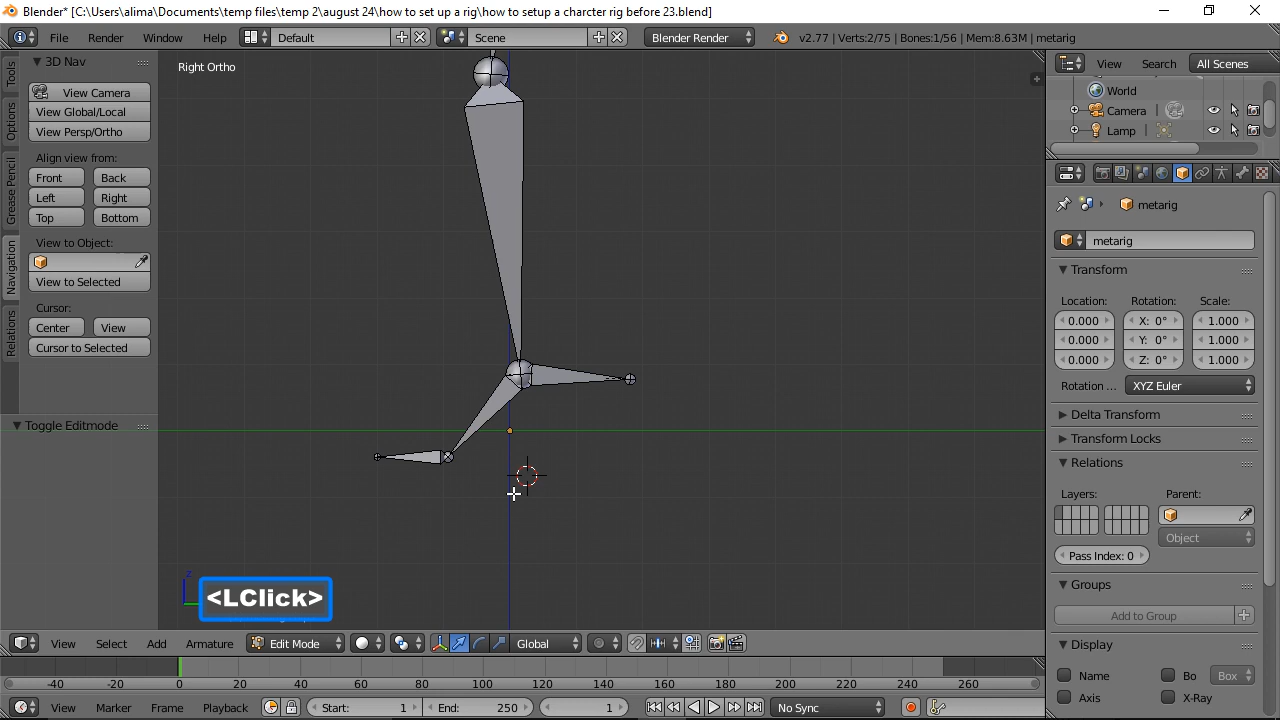 Blender* [C:\Users\alima\Documents\temp files\temp 2\august 24\how to set up a rig\how to setup a charcter rig before 23.blend]
File Render Window Help Default Scene Blender Render v2.77 | Verts:2/75 | Bones:1/56 | Mem:8.63M | metarig
Tools
Options
Grease Pencil
Navigation
Relations
3D Nav
View Camera
View Global/Local
View Persp/Ortho
Align view from:
Front Back
Left Right
Top Bottom
View to Object:
View to Selected
Cursor:
Center View
Cursor to Selected
Toggle Editmode
Right Ortho
z
<LClick>
View Search All Scenes
World
Camera
Lamp
metarig
metarig
Transform
Location: Rotation: Scale:
0.000 X: 0° 1.000
0.000 Y: 0° 1.000
0.000 Z: 0° 1.000
Rotation ... XYZ Euler
Delta Transform
Transform Locks
Relations
Layers: Parent:
Object
Pass Index: 0
Groups
Add to Group
Display
Name Bo Box
Axis X-Ray
View Select Add Armature Edit Mode Global
-40 -20 0 20 40 60 80 100 120 140 160 180 200 220 240 260
View Marker Frame Playback Start: 1 End: 250 1 No Sync